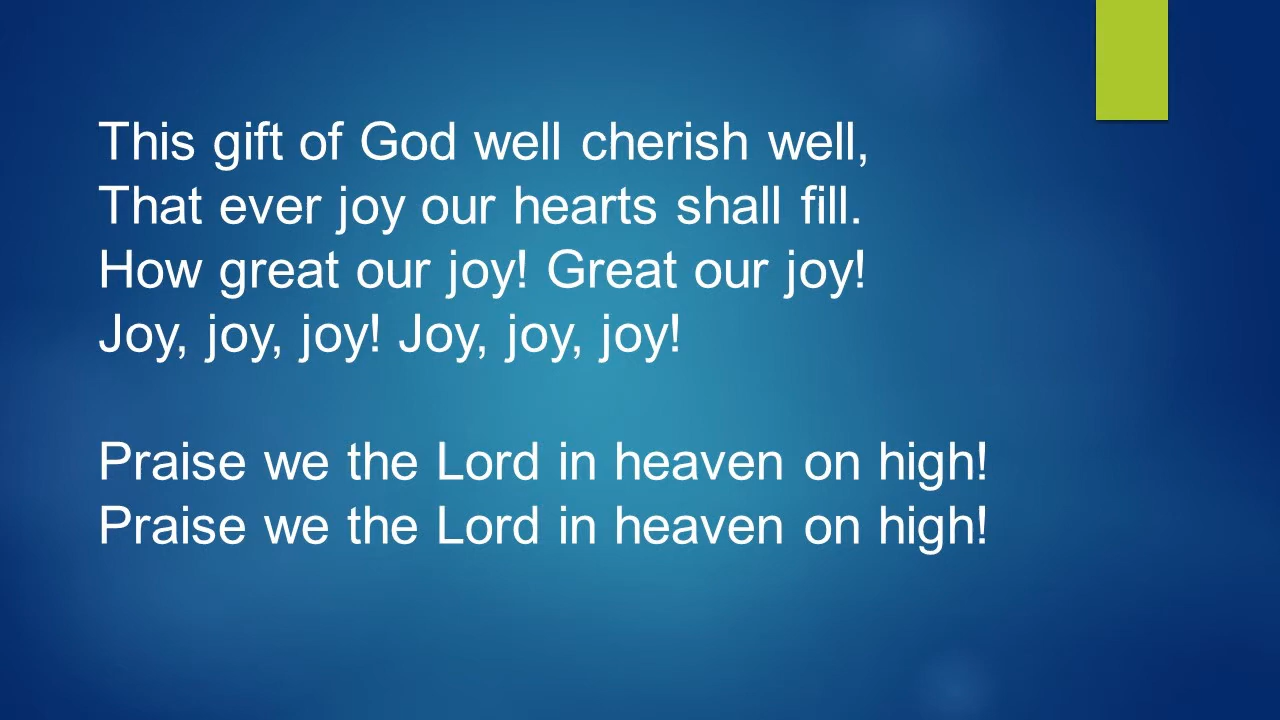 This gift of God well cherish well,
That ever joy our hearts shall fill.
How great our joy! Great our joy!
Joy, joy, joy! Joy, joy, joy!
Praise we the Lord in heaven on high!
Praise we the Lord in heaven on high!